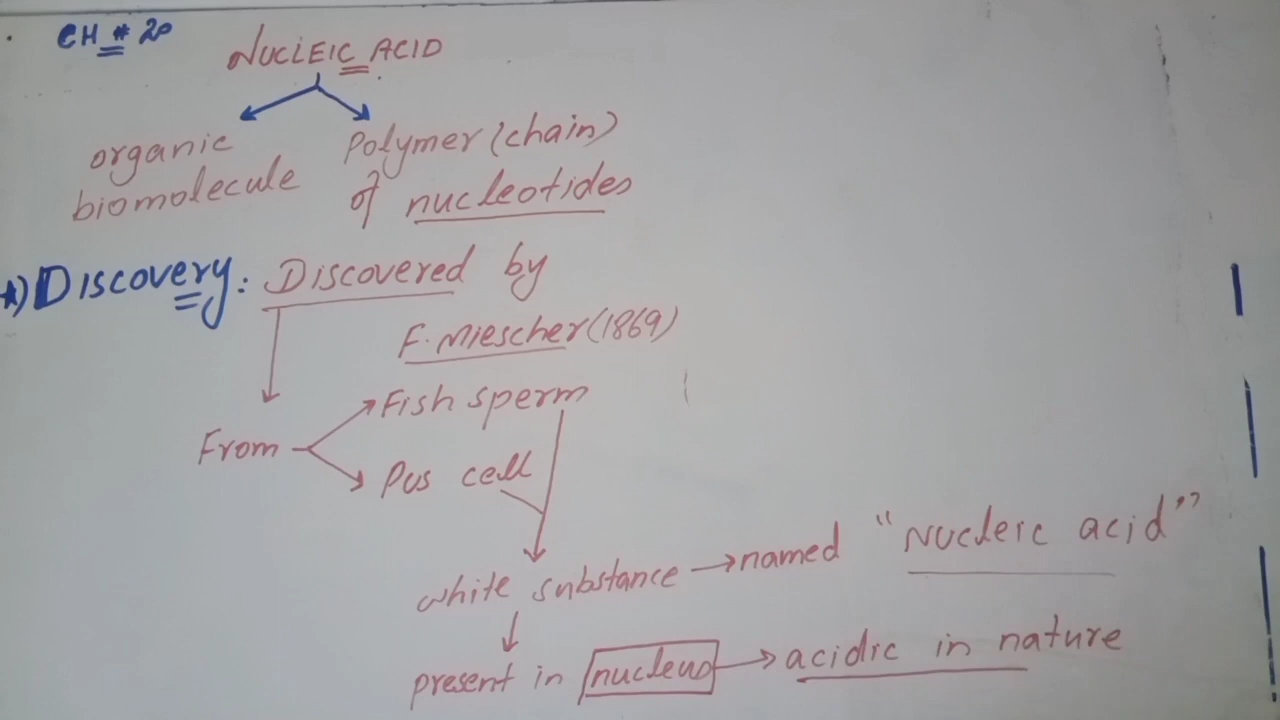 CH # 20
NUCLEIC ACID
organic
biomolecule
Polymer (chain)
of nucleotides
*) Discovery: Discovered by
F. Miescher (1869)
From
Fish sperm
Pus cell
white substance → named "Nucleic acid"
present in nucleus → acidic in nature